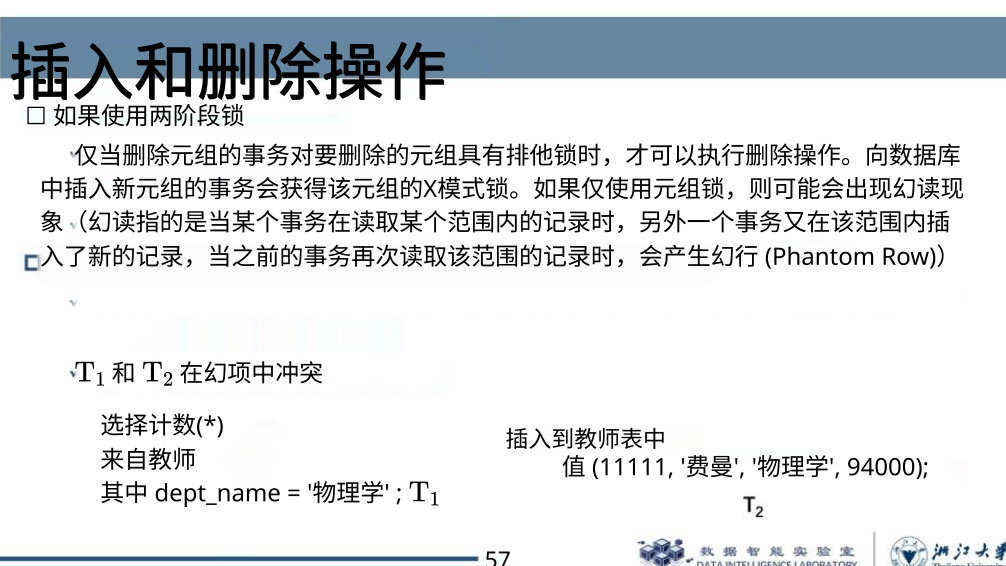 插入和删除操作
□ 如果使用两阶段锁
仅当删除元组的事务对要删除的元组具有排他锁时，才可以执行删除操作。向数据库
中插入新元组的事务会获得该元组的X模式锁。如果仅使用元组锁，则可能会出现幻读现
象（幻读指的是当某个事务在读取某个范围内的记录时，另外一个事务又在该范围内插
入了新的记录，当之前的事务再次读取该范围的记录时，会产生幻行 (Phantom Row)）
T₁ 和 T₂ 在幻项中冲突
选择计数(*)
来自教师
其中 dept_name = '物理学' ; T₁
插入到教师表中
值 (11111, '费曼', '物理学', 94000);
T₂
57
数据智能实验室
DATA INTELLIGENCE LABORATORY
浙江大学
Zhejiang University